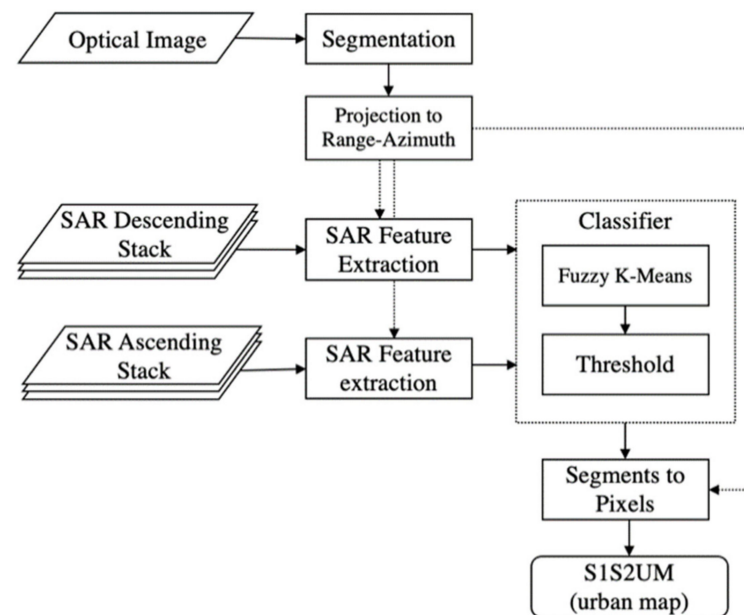 Optical Image
Segmentation
Projection to
Range-Azimuth
SAR Descending
Stack
SAR Feature
Extraction
Classifier
Fuzzy K-Means
SAR Ascending
Stack
SAR Feature
extraction
Threshold
Segments to
Pixels
S1S2UM
(urban map)